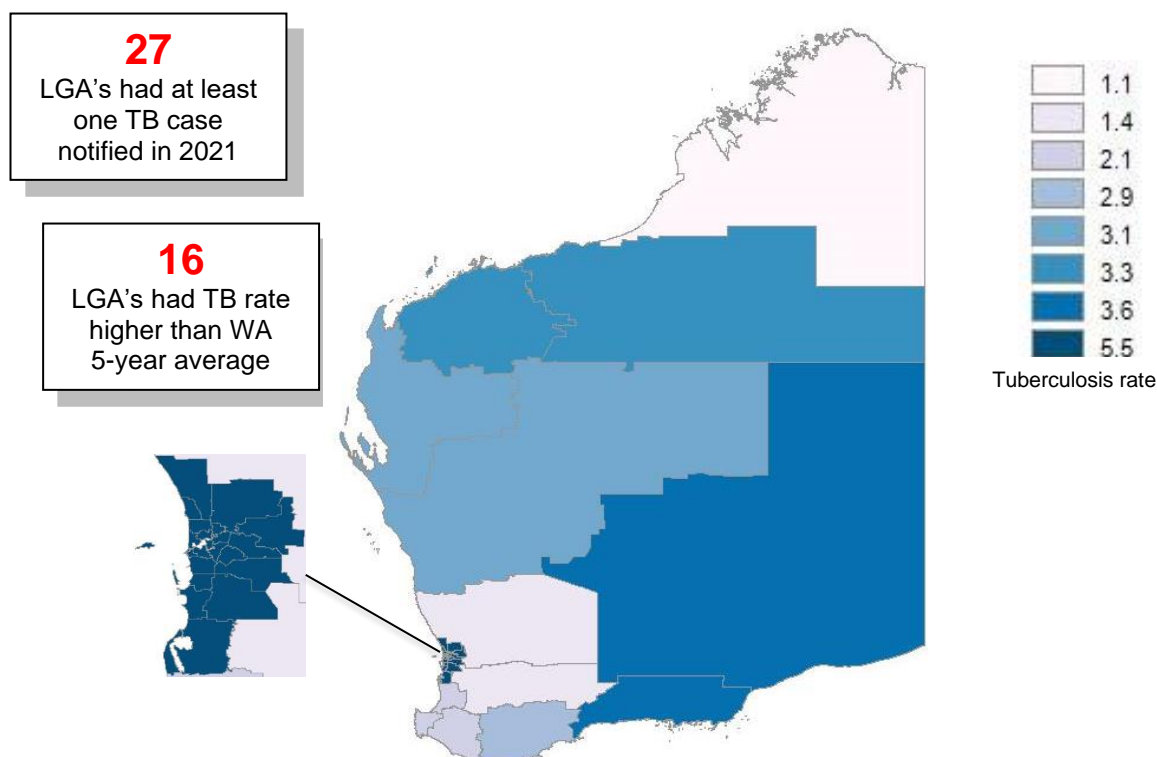 27
LGA's had at least
one TB case
notified in 2021
16
LGA's had TB rate
higher than WA
5-year average
1.1
1.4
2.1
2.9
3.1
3.3
3.6
5.5
Tuberculosis rate